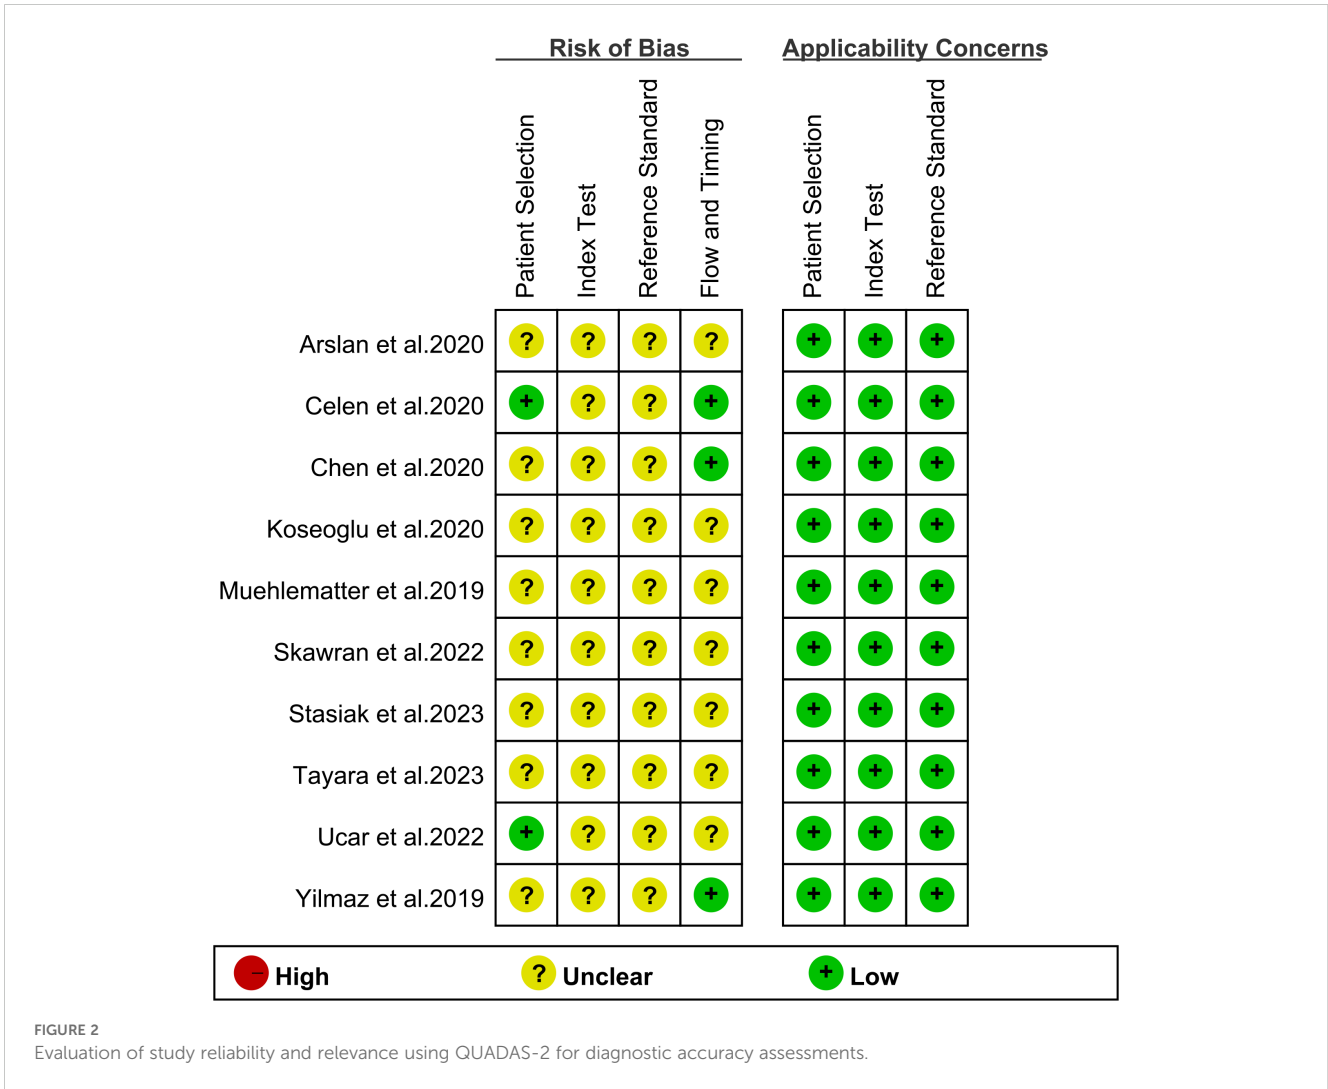 Risk of Bias
Applicability Concerns
Patient Selection
Index Test
Reference Standard
Flow and Timing
Patient Selection
Index Test
Reference Standard
Arslan et al.2020 ? ? ? ? + + +
Celen et al.2020 + ? ? + + + +
Chen et al.2020 ? ? ? + + + +
Koseoglu et al.2020 ? ? ? ? + + +
Muehlematter et al.2019 ? ? ? ? + + +
Skawran et al.2022 ? ? ? ? + + +
Stasiak et al.2023 ? ? ? ? + + +
Tayara et al.2023 ? ? ? ? + + +
Ucar et al.2022 + ? ? ? + + +
Yilmaz et al.2019 ? ? ? + + + +
– High ? Unclear + Low
FIGURE 2
Evaluation of study reliability and relevance using QUADAS-2 for diagnostic accuracy assessments.